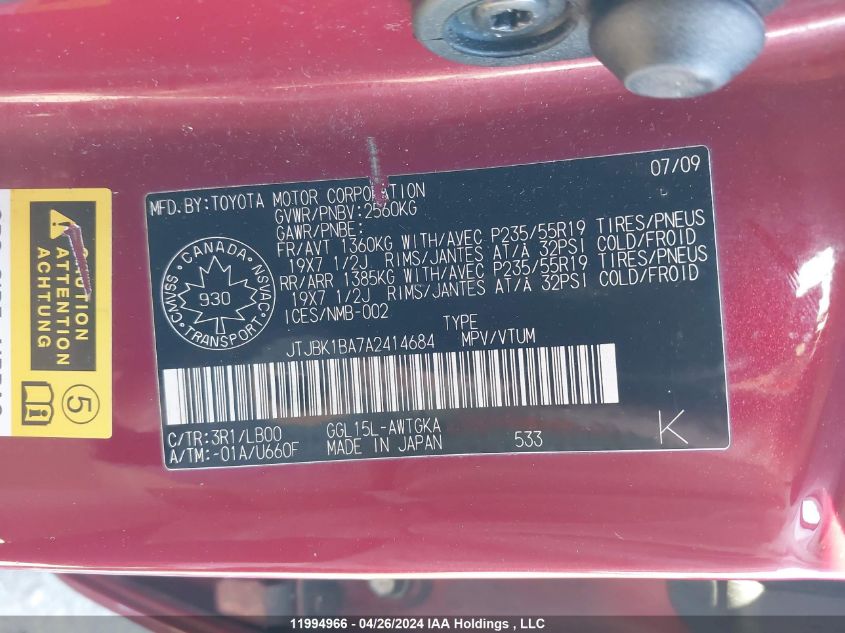 07/09
MFD.BY:TOYOTA MOTOR CORPORATION
GVWR/PNBV:2560KG
GAWR/PNBE:
FR/AVT 1360KG WITH/AVEC P235/55R19 TIRES/PNEUS
19X7 1/2J RIMS/JANTES AT/À 32PSI COLD/FROID
RR/ARR 1385KG WITH/AVEC P235/55R19 TIRES/PNEUS
19X7 1/2J RIMS/JANTES AT/À 32PSI COLD/FROID
ICES/NMB-002
CANADA
CMVSS NSVAC
930
TRANSPORT
TYPE
JTJBK1BA7A2414684 MPV/VTUM
C/TR:3R1/LB00 GGL15L-AWTGKA
A/TM:-01A/U660F MADE IN JAPAN 533 K
CAUTION
ATTENTION
ACHTUNG
5
11994966 - 04/26/2024 IAA Holdings , LLC